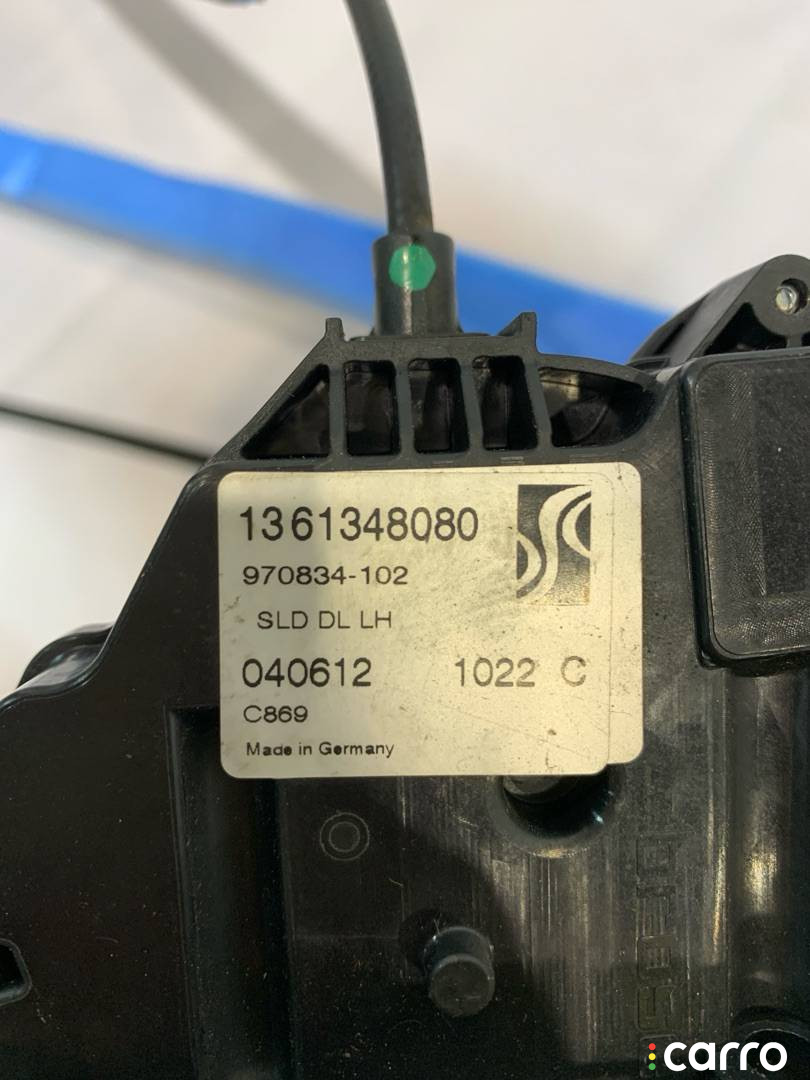 1361348080
970834-102
SLD DL LH
040612 1022 C
C869
Made in Germany
carro